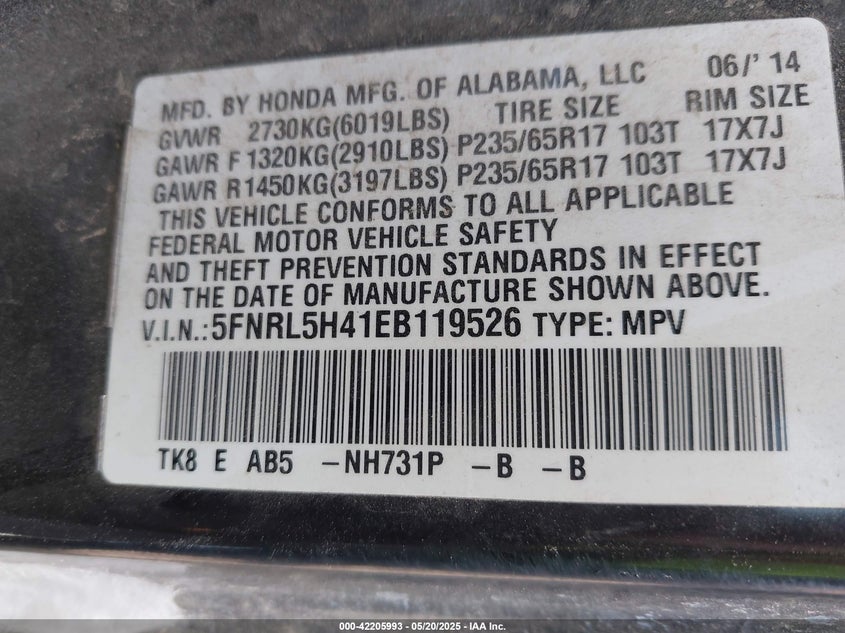 MFD. BY HONDA MFG. OF ALABAMA, LLC 06/' 14
GVWR 2730KG(6019LBS) TIRE SIZE RIM SIZE
GAWR F1320KG(2910LBS) P235/65R17 103T 17X7J
GAWR R1450KG(3197LBS) P235/65R17 103T 17X7J
THIS VEHICLE CONFORMS TO ALL APPLICABLE
FEDERAL MOTOR VEHICLE SAFETY
AND THEFT PREVENTION STANDARDS IN EFFECT
ON THE DATE OF MANUFACTURE SHOWN ABOVE.
V.I.N.: 5FNRL5H41EB119526 TYPE: MPV
TK8 E AB5 -NH731P -B -B
000-42205993 — 05/20/2025 — IAA Inc.